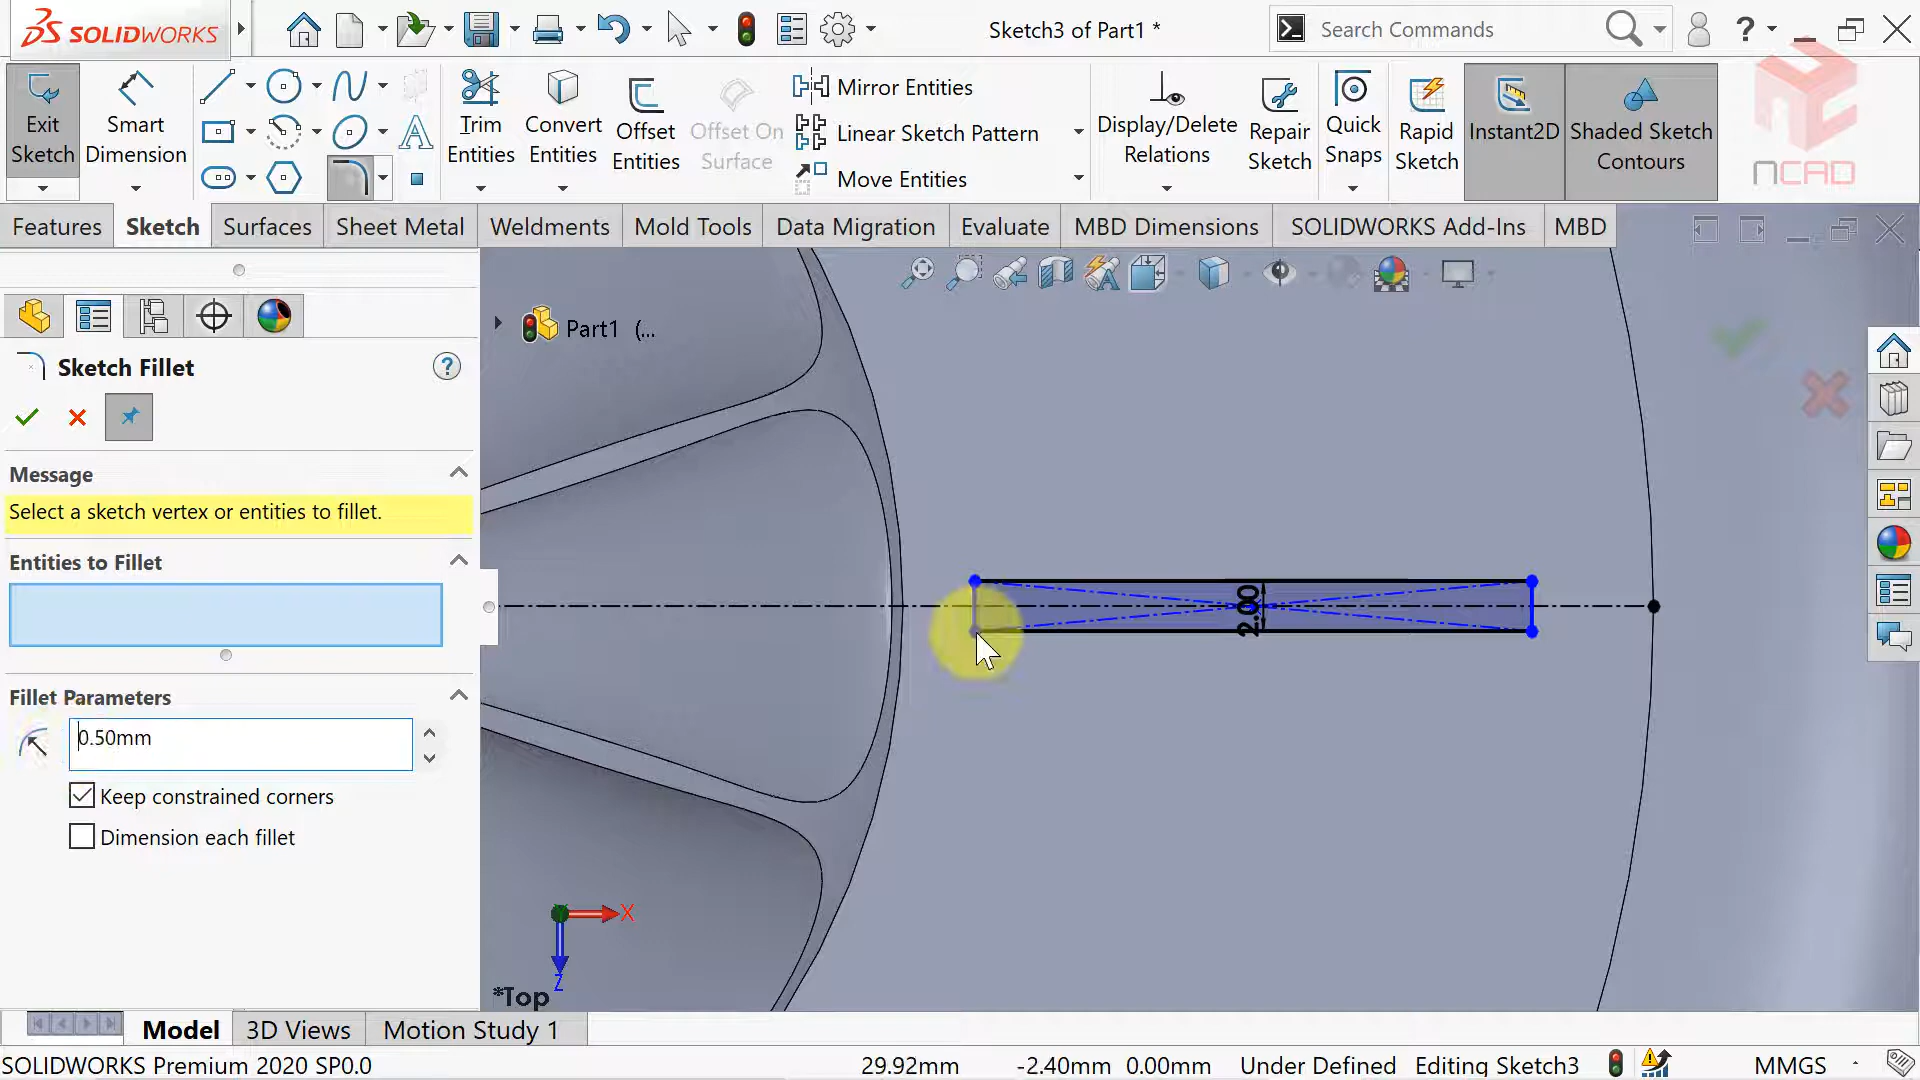 SOLIDWORKS
Sketch3 of Part1 *
Search Commands
?
Exit Sketch
Smart Dimension
Trim Entities
Convert Entities
Offset Entities
Offset On Surface
Mirror Entities
Linear Sketch Pattern
Move Entities
Display/Delete Relations
Repair Sketch
Quick Snaps
Rapid Sketch
Instant2D
Shaded Sketch Contours
NCAD
Features
Sketch
Surfaces
Sheet Metal
Weldments
Mold Tools
Data Migration
Evaluate
MBD Dimensions
SOLIDWORKS Add-Ins
MBD
Part1 (...
Sketch Fillet
?
Message
Select a sketch vertex or entities to fillet.
Entities to Fillet
Fillet Parameters
0.50mm
Keep constrained corners
Dimension each fillet
2.00
X
Z
*Top
Model
3D Views
Motion Study 1
SOLIDWORKS Premium 2020 SP0.0
29.92mm
-2.40mm
0.00mm
Under Defined
Editing Sketch3
MMGS